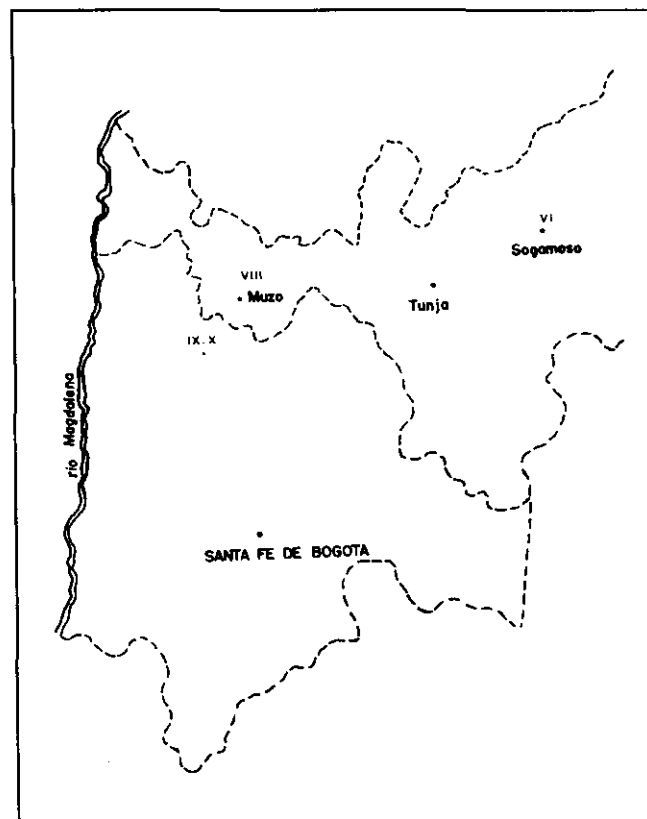 VI
Sogamoso
VIII
Muzo
Tunja
IX. X
río Magdalena
SANTA FE DE BOGOTA